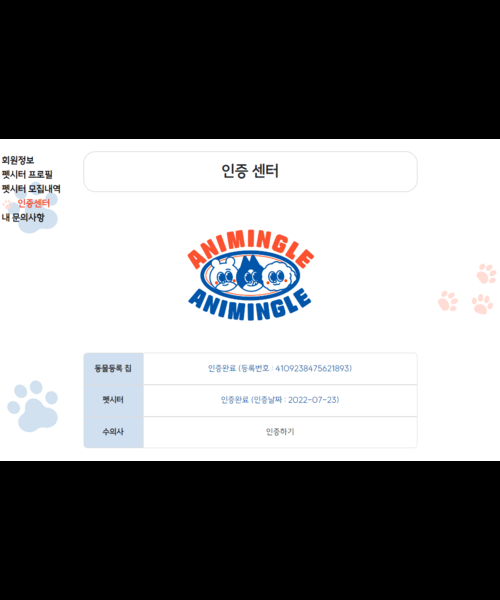 회원정보
펫시터 프로필
펫시터 모집내역
인증센터
내 문의사항
인증 센터
ANIMINGLE
ANIMINGLE
동물등록 칩
인증완료 (등록번호 : 4109238475621893)
펫시터
인증완료 (인증날짜 : 2022-07-23)
수의사
인증하기